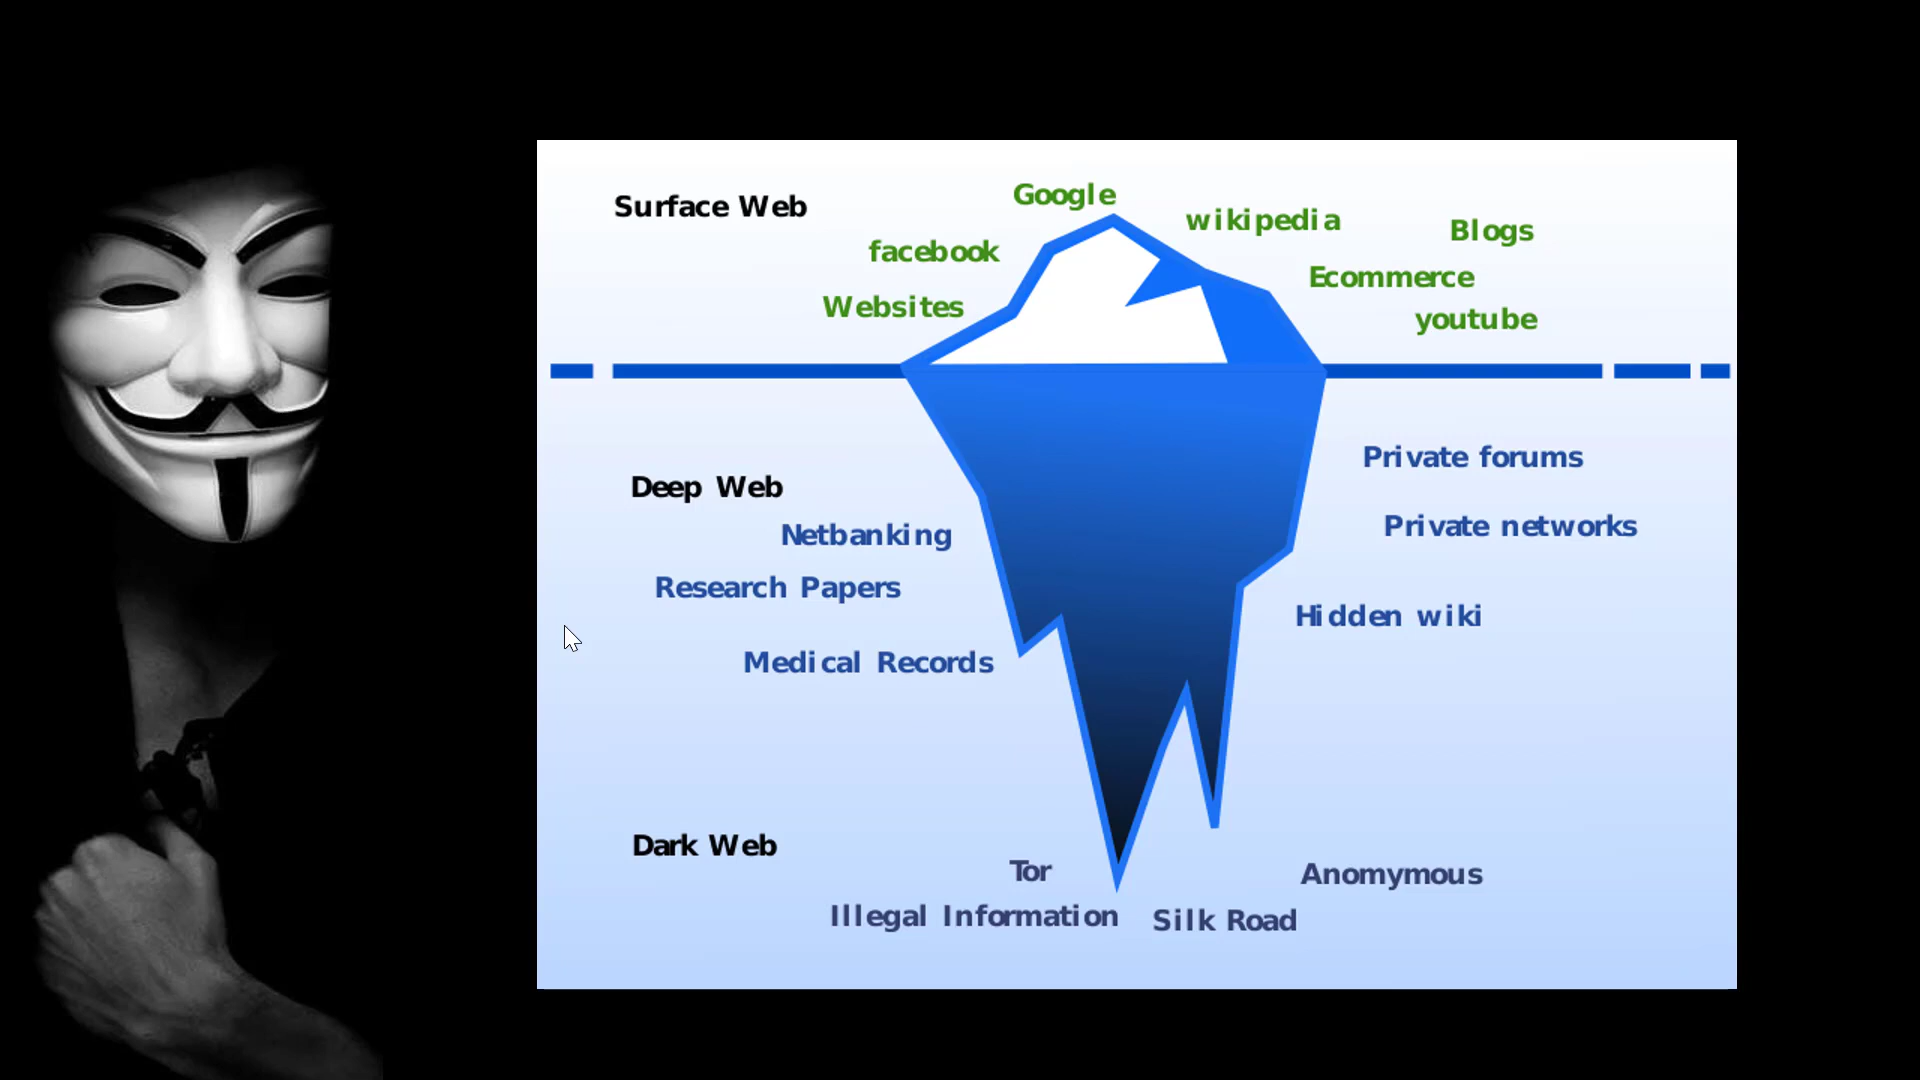 Surface Web
Google
wikipedia
Blogs
facebook
Ecommerce
Websites
youtube
Private forums
Deep Web
Private networks
Netbanking
Research Papers
Hidden wiki
Medical Records
Dark Web
Tor
Anomymous
Illegal Information
Silk Road